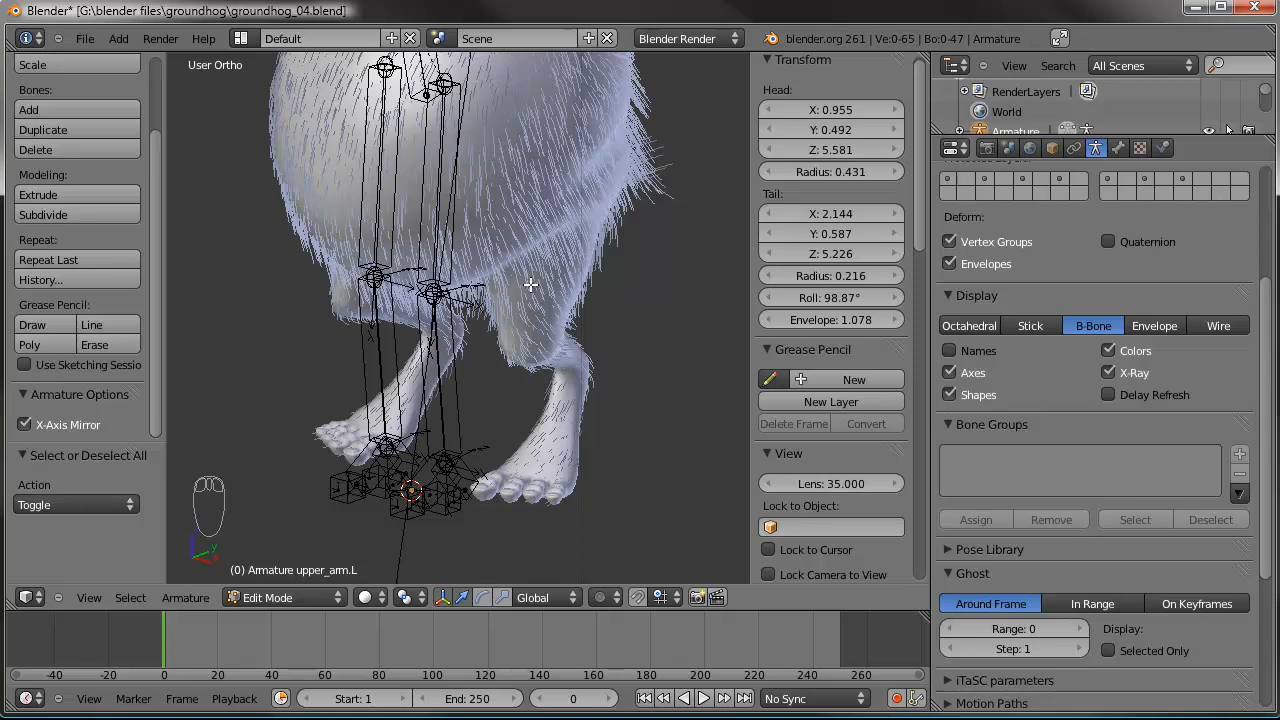 Blender* [G:\blender files\groundhog\groundhog_04.blend]
File Add Render Help Default Scene Blender Render blender.org 261 | Ve:0-65 | Bo:0-47 | Armature
Scale
Bones:
Add
Duplicate
Delete
Modeling:
Extrude
Subdivide
Repeat:
Repeat Last
History...
Grease Pencil:
Draw Line
Poly Erase
Use Sketching Sessio
Armature Options
X-Axis Mirror
Select or Deselect All
Action
Toggle
User Ortho
z y x
(0) Armature upper_arm.L
Transform
Head:
X: 0.955
Y: 0.492
Z: 5.581
Radius: 0.431
Tail:
X: 2.144
Y: 0.587
Z: 5.226
Radius: 0.216
Roll: 98.87°
Envelope: 1.078
Grease Pencil
New
New Layer
Delete Frame Convert
View
Lens: 35.000
Lock to Object:
Lock to Cursor
Lock Camera to View
View Select Armature Edit Mode Global
-40 -20 0 20 40 60 80 100 120 140 160 180 200 220 240 260
View Marker Frame Playback Start: 1 End: 250 0 No Sync
View Search All Scenes
RenderLayers
World
Armature
Protected Layers:
Deform:
Vertex Groups Quaternion
Envelopes
Display
Octahedral Stick B-Bone Envelope Wire
Names Colors
Axes X-Ray
Shapes Delay Refresh
Bone Groups
Assign Remove Select Deselect
Pose Library
Ghost
Around Frame In Range On Keyframes
Range: 0 Display:
Step: 1 Selected Only
iTaSC parameters
Motion Paths